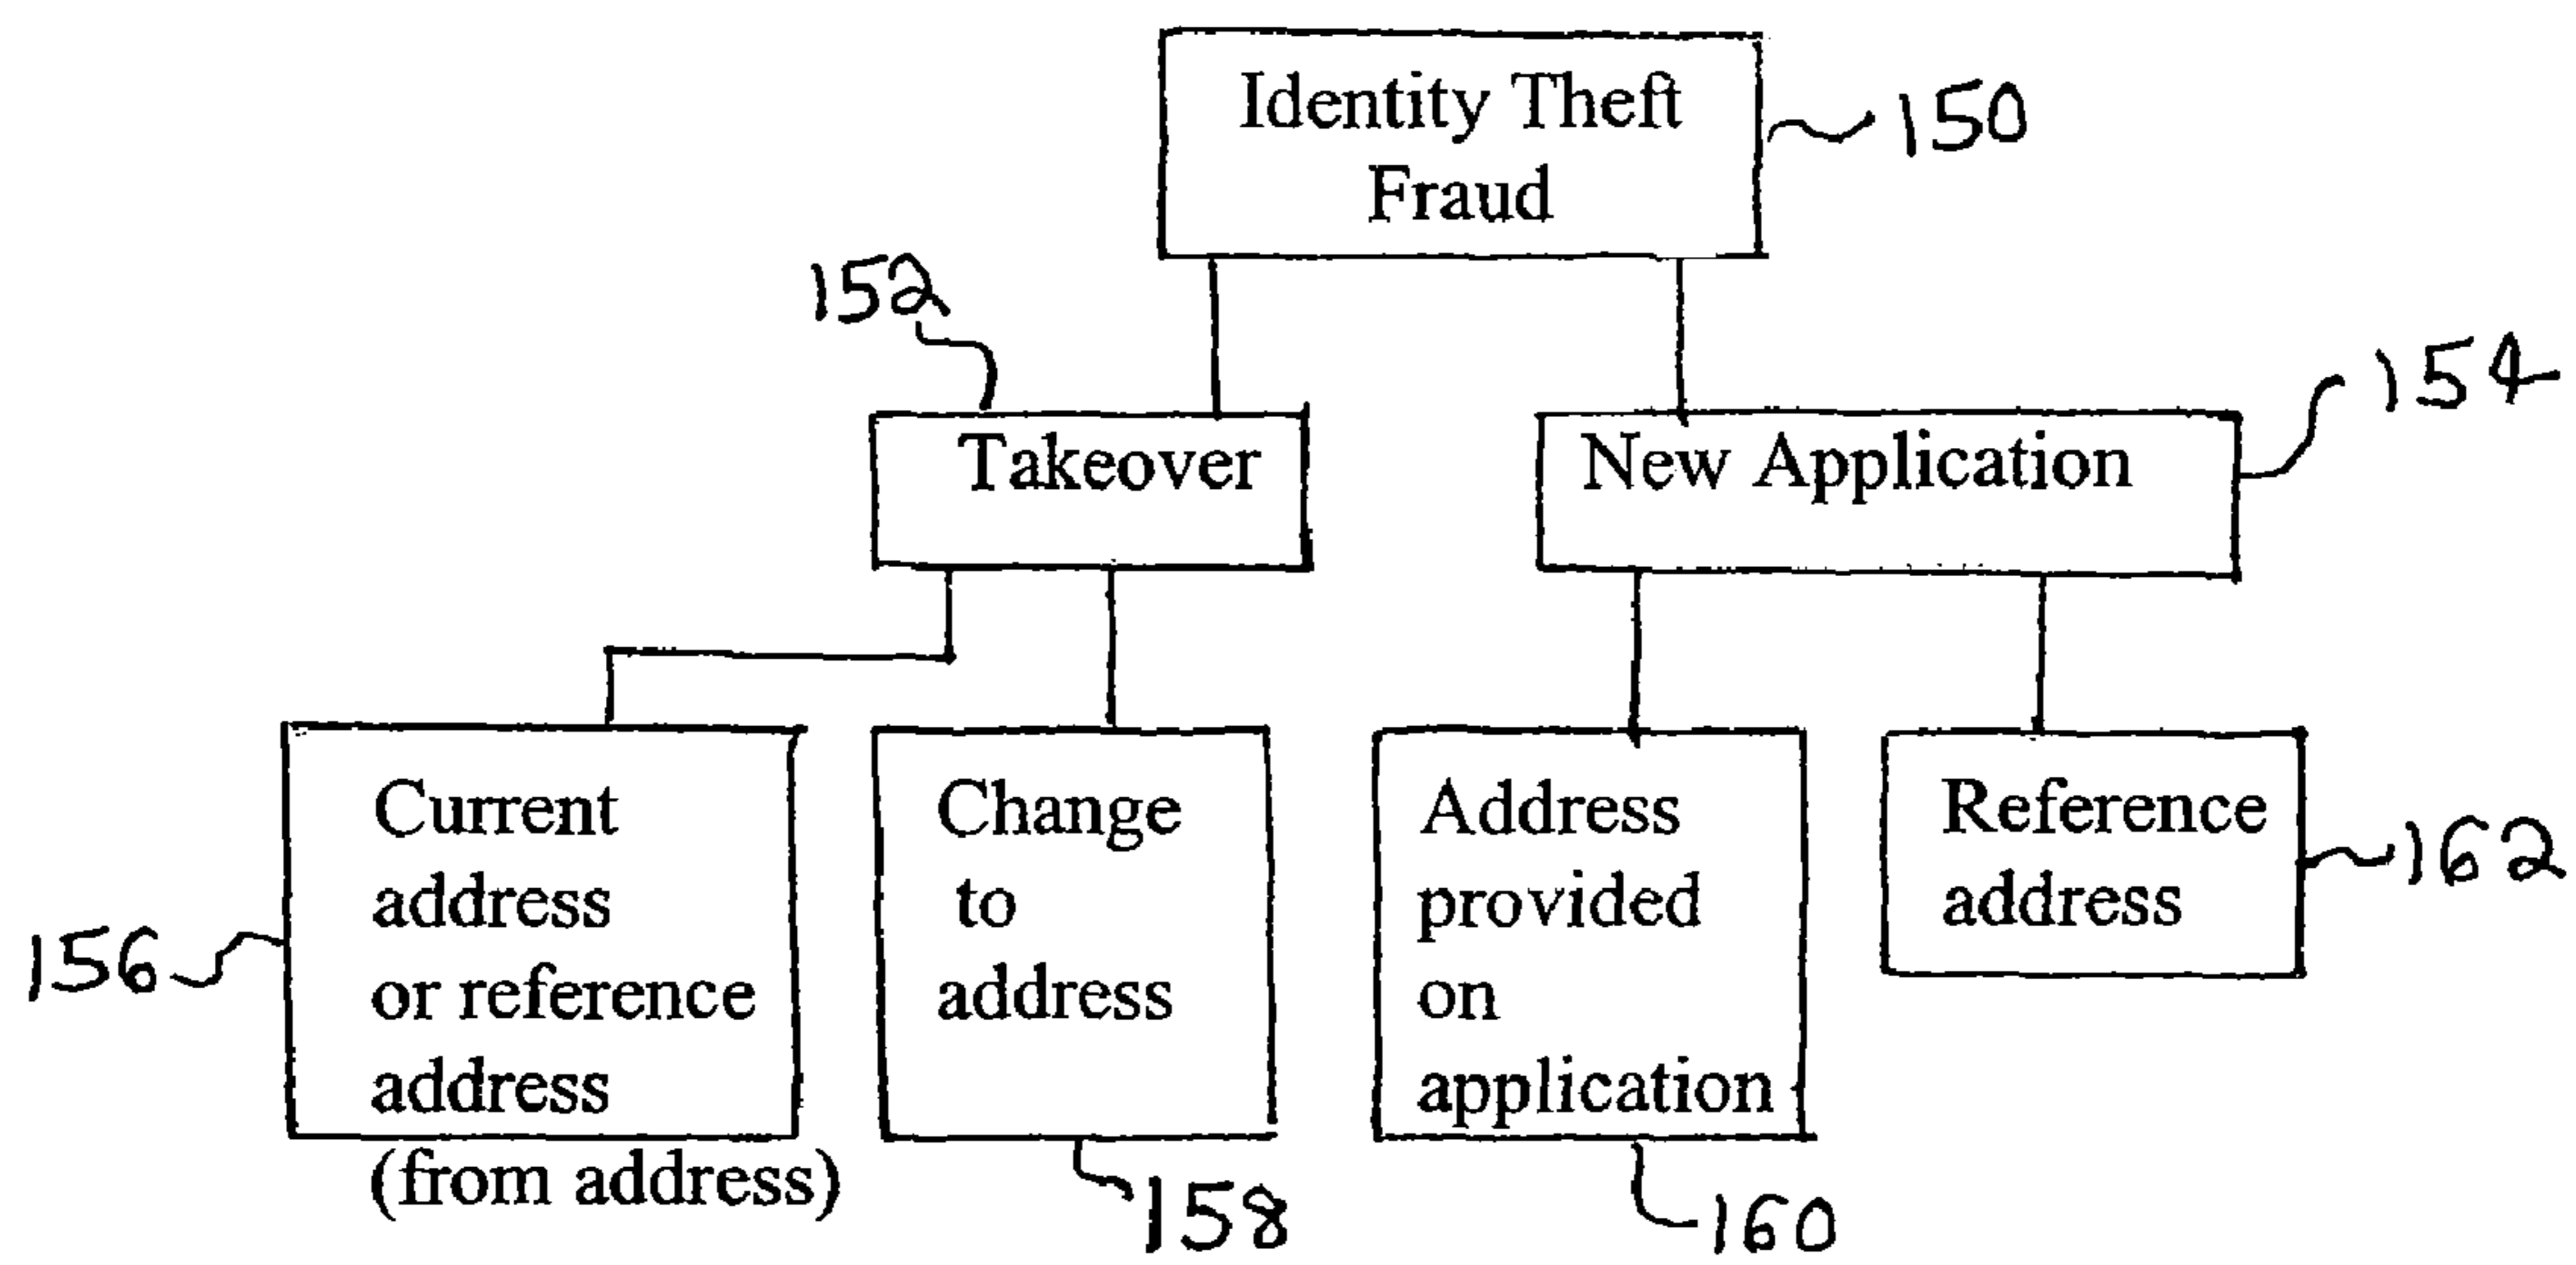 Identity Theft
Fraud
150
152
154
Takeover
New Application
Current
address
or reference
address
(from address)
156
Change
to
address
158
Address
provided
on
application
160
Reference
address
162